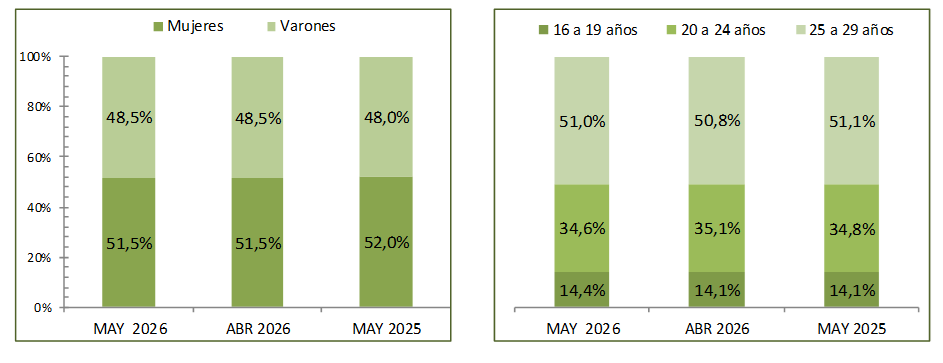 Mujeres Varones
100%
80%
60%
40%
20%
0%
48,5% 48,5% 48,0%
51,5% 51,5% 52,0%
MAY 2026 ABR 2026 MAY 2025
16 a 19 años 20 a 24 años 25 a 29 años
51,0% 50,8% 51,1%
34,6% 35,1% 34,8%
14,4% 14,1% 14,1%
MAY 2026 ABR 2026 MAY 2025